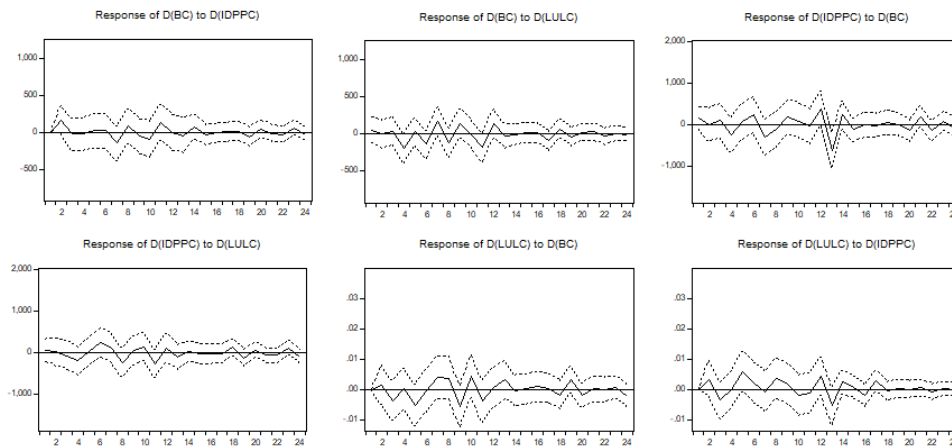 Response of D(BC) to D(IDPPC)
Response of D(BC) to D(LULC)
Response of D(IDPPC) to D(BC)
1,000
500
0
-500
2 4 6 8 10 12 14 16 18 20 22 24
1,000
500
0
-500
2 4 6 8 10 12 14 16 18 20 22 24
2,000
1,000
0
-1,000
2 4 6 8 10 12 14 16 18 20 22 24
Response of D(IDPPC) to D(LULC)
Response of D(LULC) to D(BC)
Response of D(LULC) to D(IDPPC)
2,000
1,000
0
-1,000
2 4 6 8 10 12 14 16 18 20 22 24
.03
.02
.01
.00
-.01
2 4 6 8 10 12 14 16 18 20 22 24
.03
.02
.01
.00
-.01
2 4 6 8 10 12 14 16 18 20 22 24